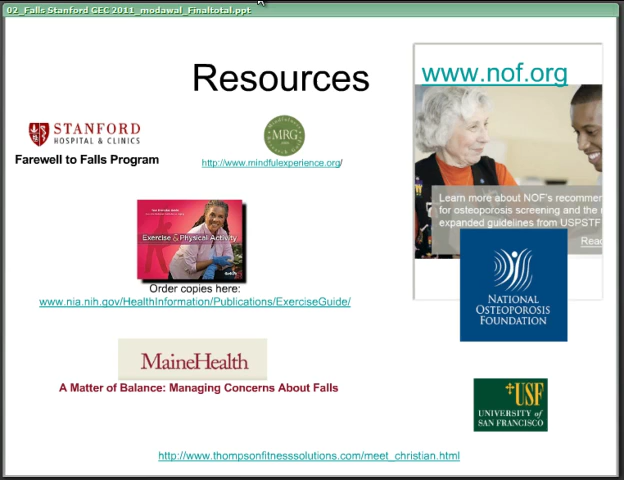 02_Falls Stanford GEC 2011_modawal_Finaltotal.ppt
Resources
www.nof.org
STANFORD
HOSPITAL & CLINICS
Farewell to Falls Program
MRG
http://www.mindfulexperience.org/
Learn more about NOF's recommen
for osteoporosis screening and the
expanded guidelines from USPSTF
Read
Exercise & Physical Activity
Order copies here:
www.nia.nih.gov/HealthInformation/Publications/ExerciseGuide/
NATIONAL
OSTEOPOROSIS
FOUNDATION
MaineHealth
A Matter of Balance: Managing Concerns About Falls
USF
UNIVERSITY of
SAN FRANCISCO
http://www.thompsonfitnesssolutions.com/meet_christian.html